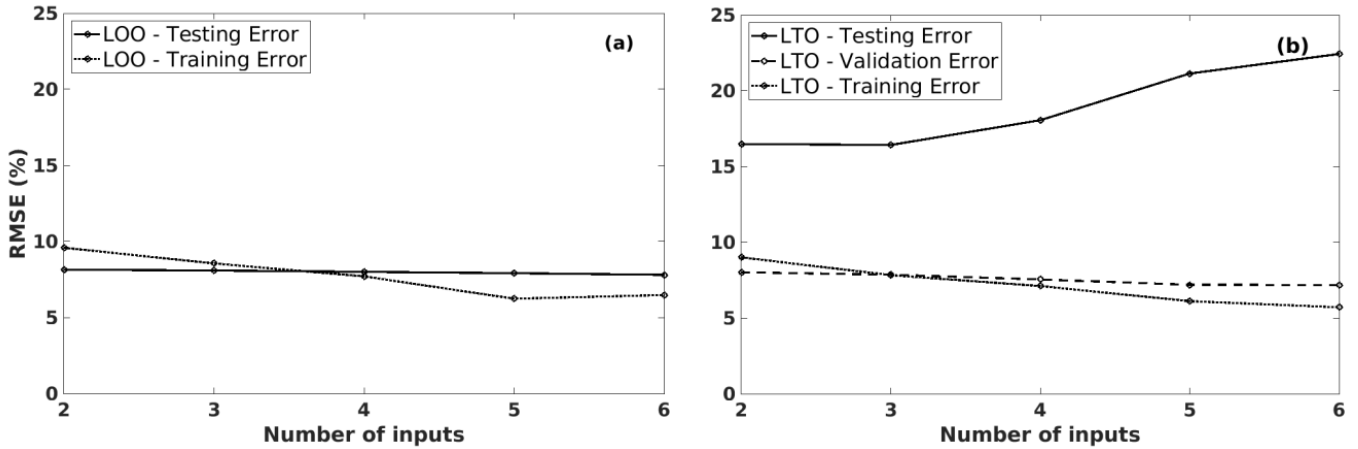 25
20
15
10
5
0
RMSE (%)
LOO - Testing Error
LOO - Training Error
(a)
2 3 4 5 6
Number of inputs
25
20
15
10
5
0
LTO - Testing Error
LTO - Validation Error
LTO - Training Error
(b)
2 3 4 5 6
Number of inputs